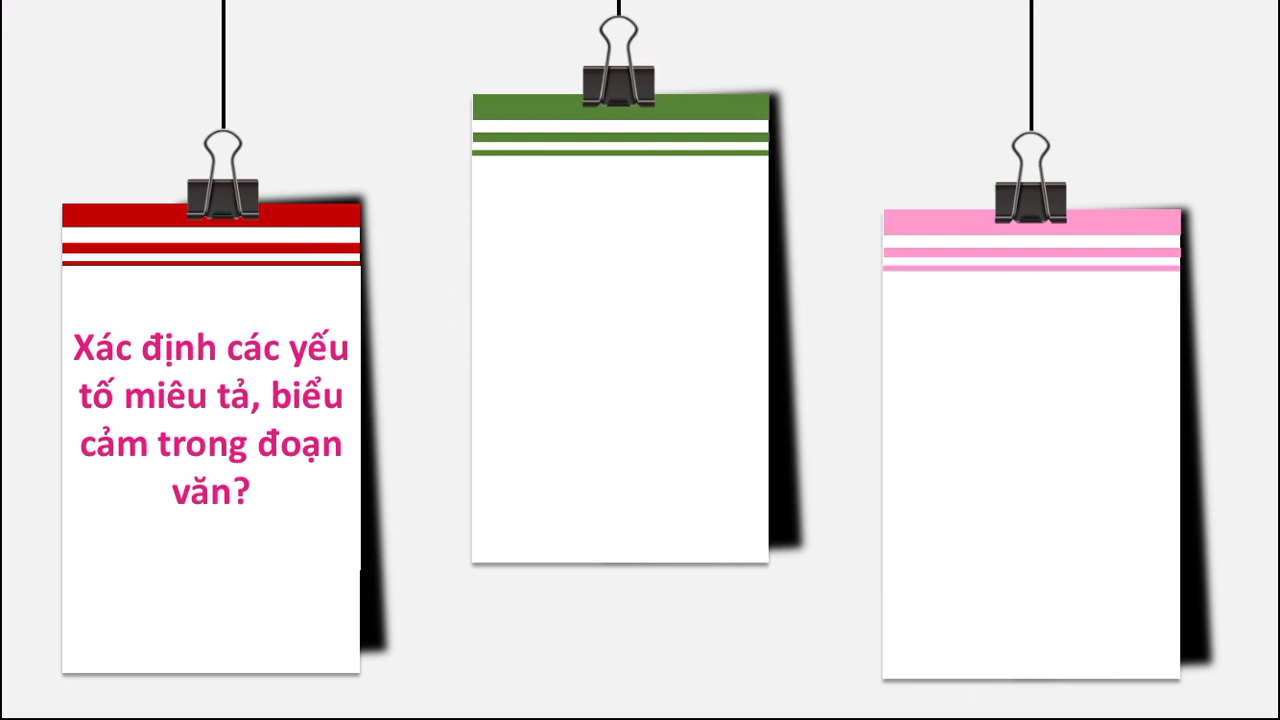 Xác định các yếu
tố miêu tả, biểu
cảm trong đoạn
văn?